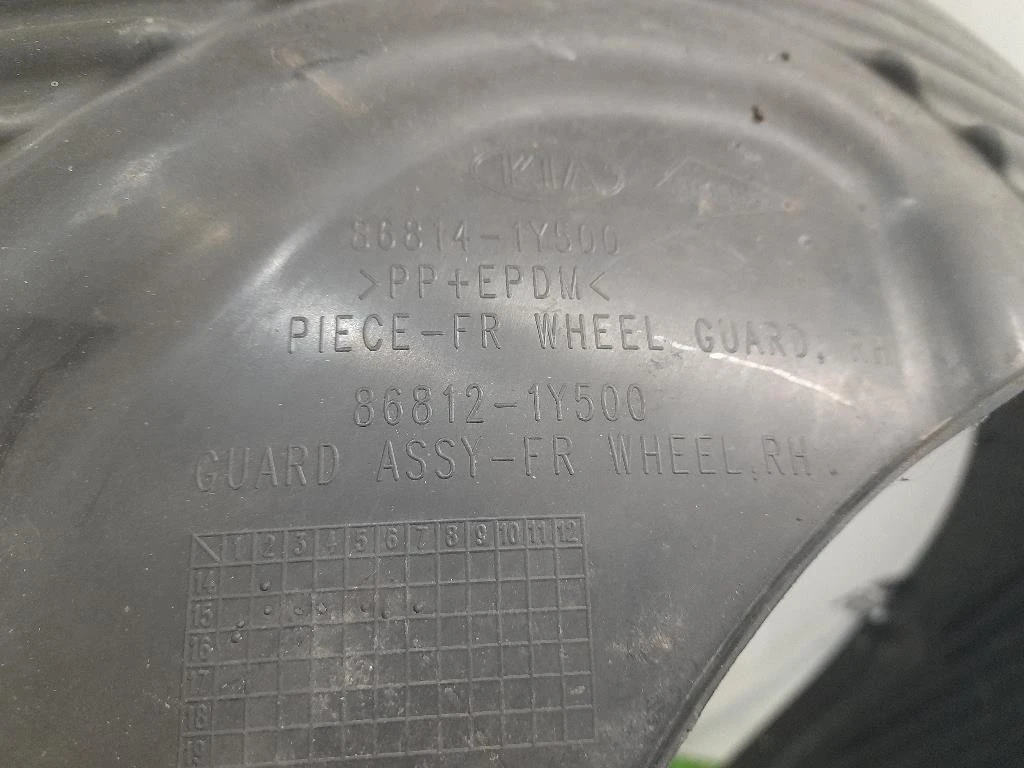 KIA
86814-1Y500
>PP+EPDM<
PIECE-FR WHEEL GUARD, RH
86812-1Y500
GUARD ASSY-FR WHEEL,RH
1 2 3 4 5 6 7 8 9 10 11 12
14
15
16
17
18
19